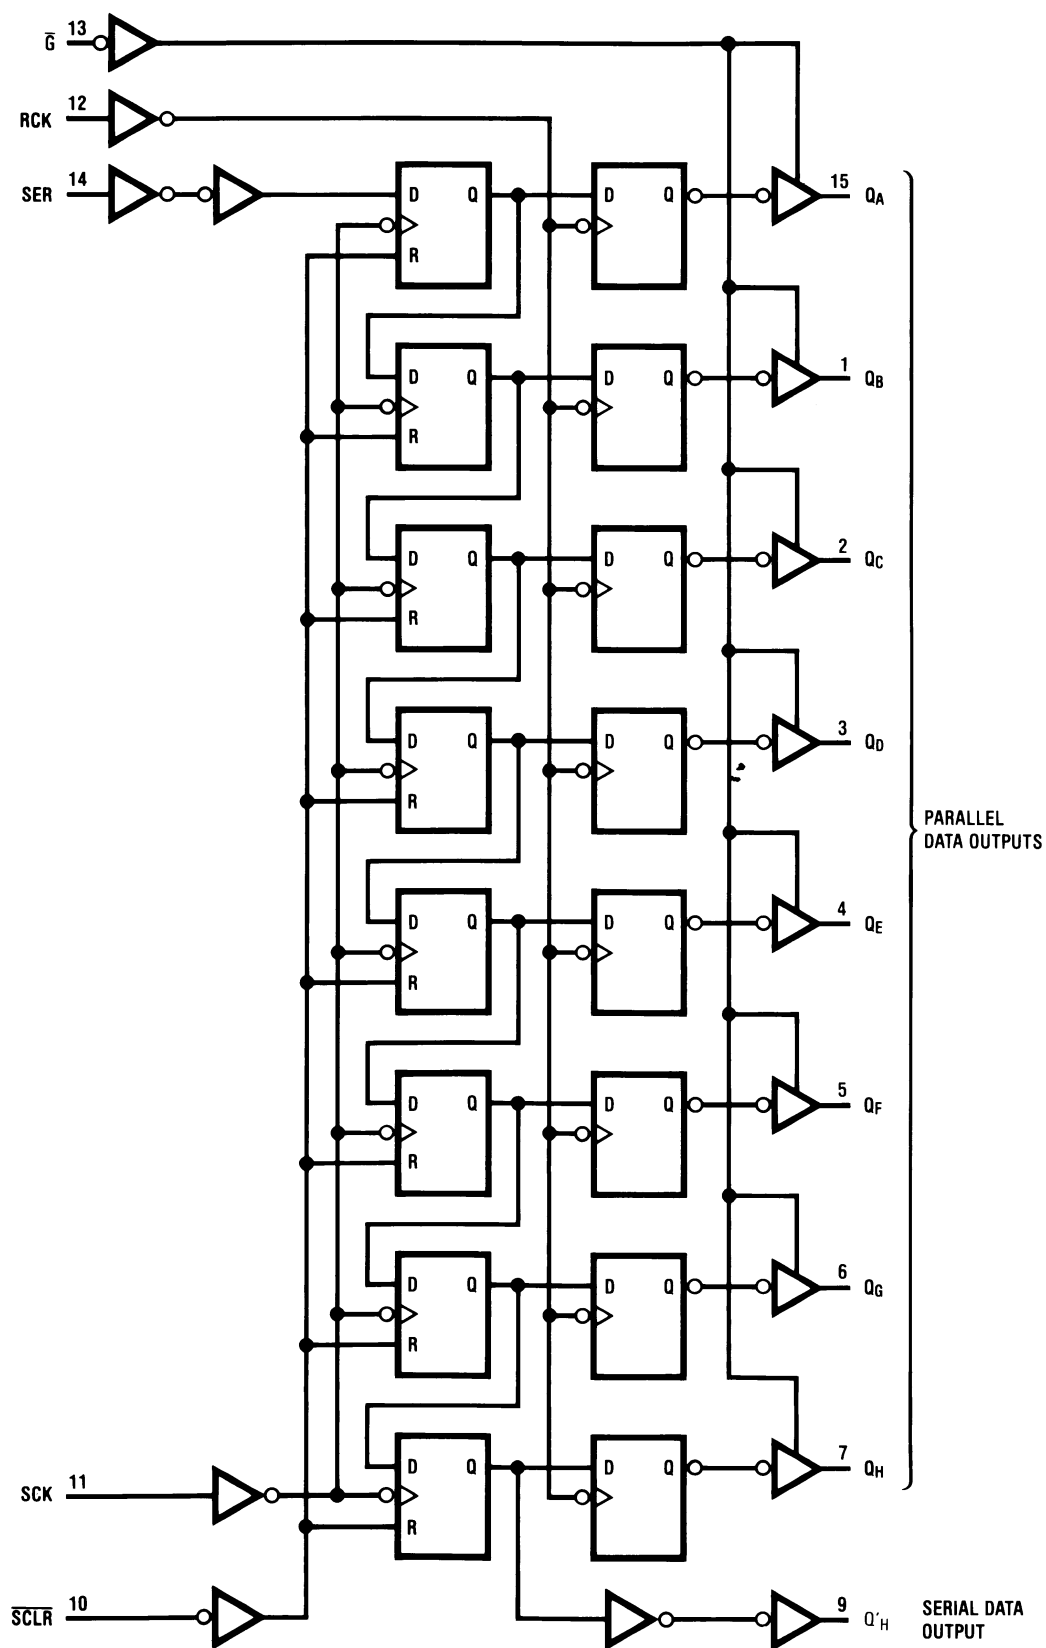 G̅ 13
RCK 12
SER 14
D Q D Q 15 QA
R
D Q D Q 1 QB
R
D Q D Q 2 QC
R
D Q D Q 3 QD
R
PARALLEL
DATA OUTPUTS
D Q D Q 4 QE
R
D Q D Q 5 QF
R
D Q D Q 6 QG
R
D Q D Q 7 QH
SCK 11
R
S̅C̅L̅R̅ 10
9 Q'H
SERIAL DATA
OUTPUT